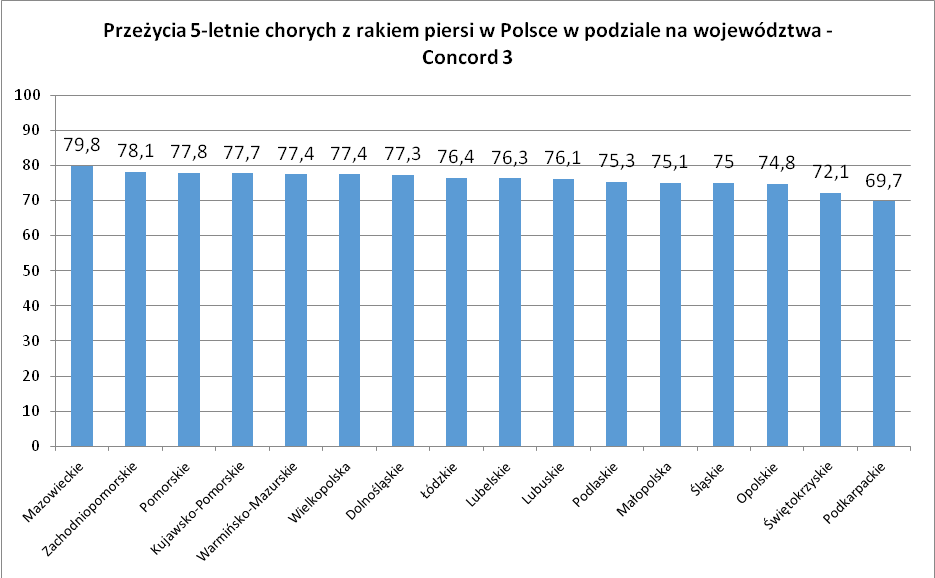 Przeżycia 5-letnie chorych z rakiem piersi w Polsce w podziale na województwa -
Concord 3
100
90
80
70
60
50
40
30
20
10
0
79,8
78,1
77,8
77,7
77,4
77,4
77,3
76,4
76,3
76,1
75,3
75,1
75
74,8
72,1
69,7
Mazowieckie
Zachodniopomorskie
Pomorskie
Kujawsko-Pomorskie
Warmińsko-Mazurskie
Wielkopolska
Dolnośląskie
Łódzkie
Lubelskie
Lubuskie
Podlaskie
Małopolska
Śląskie
Opolskie
Świętokrzyskie
Podkarpackie